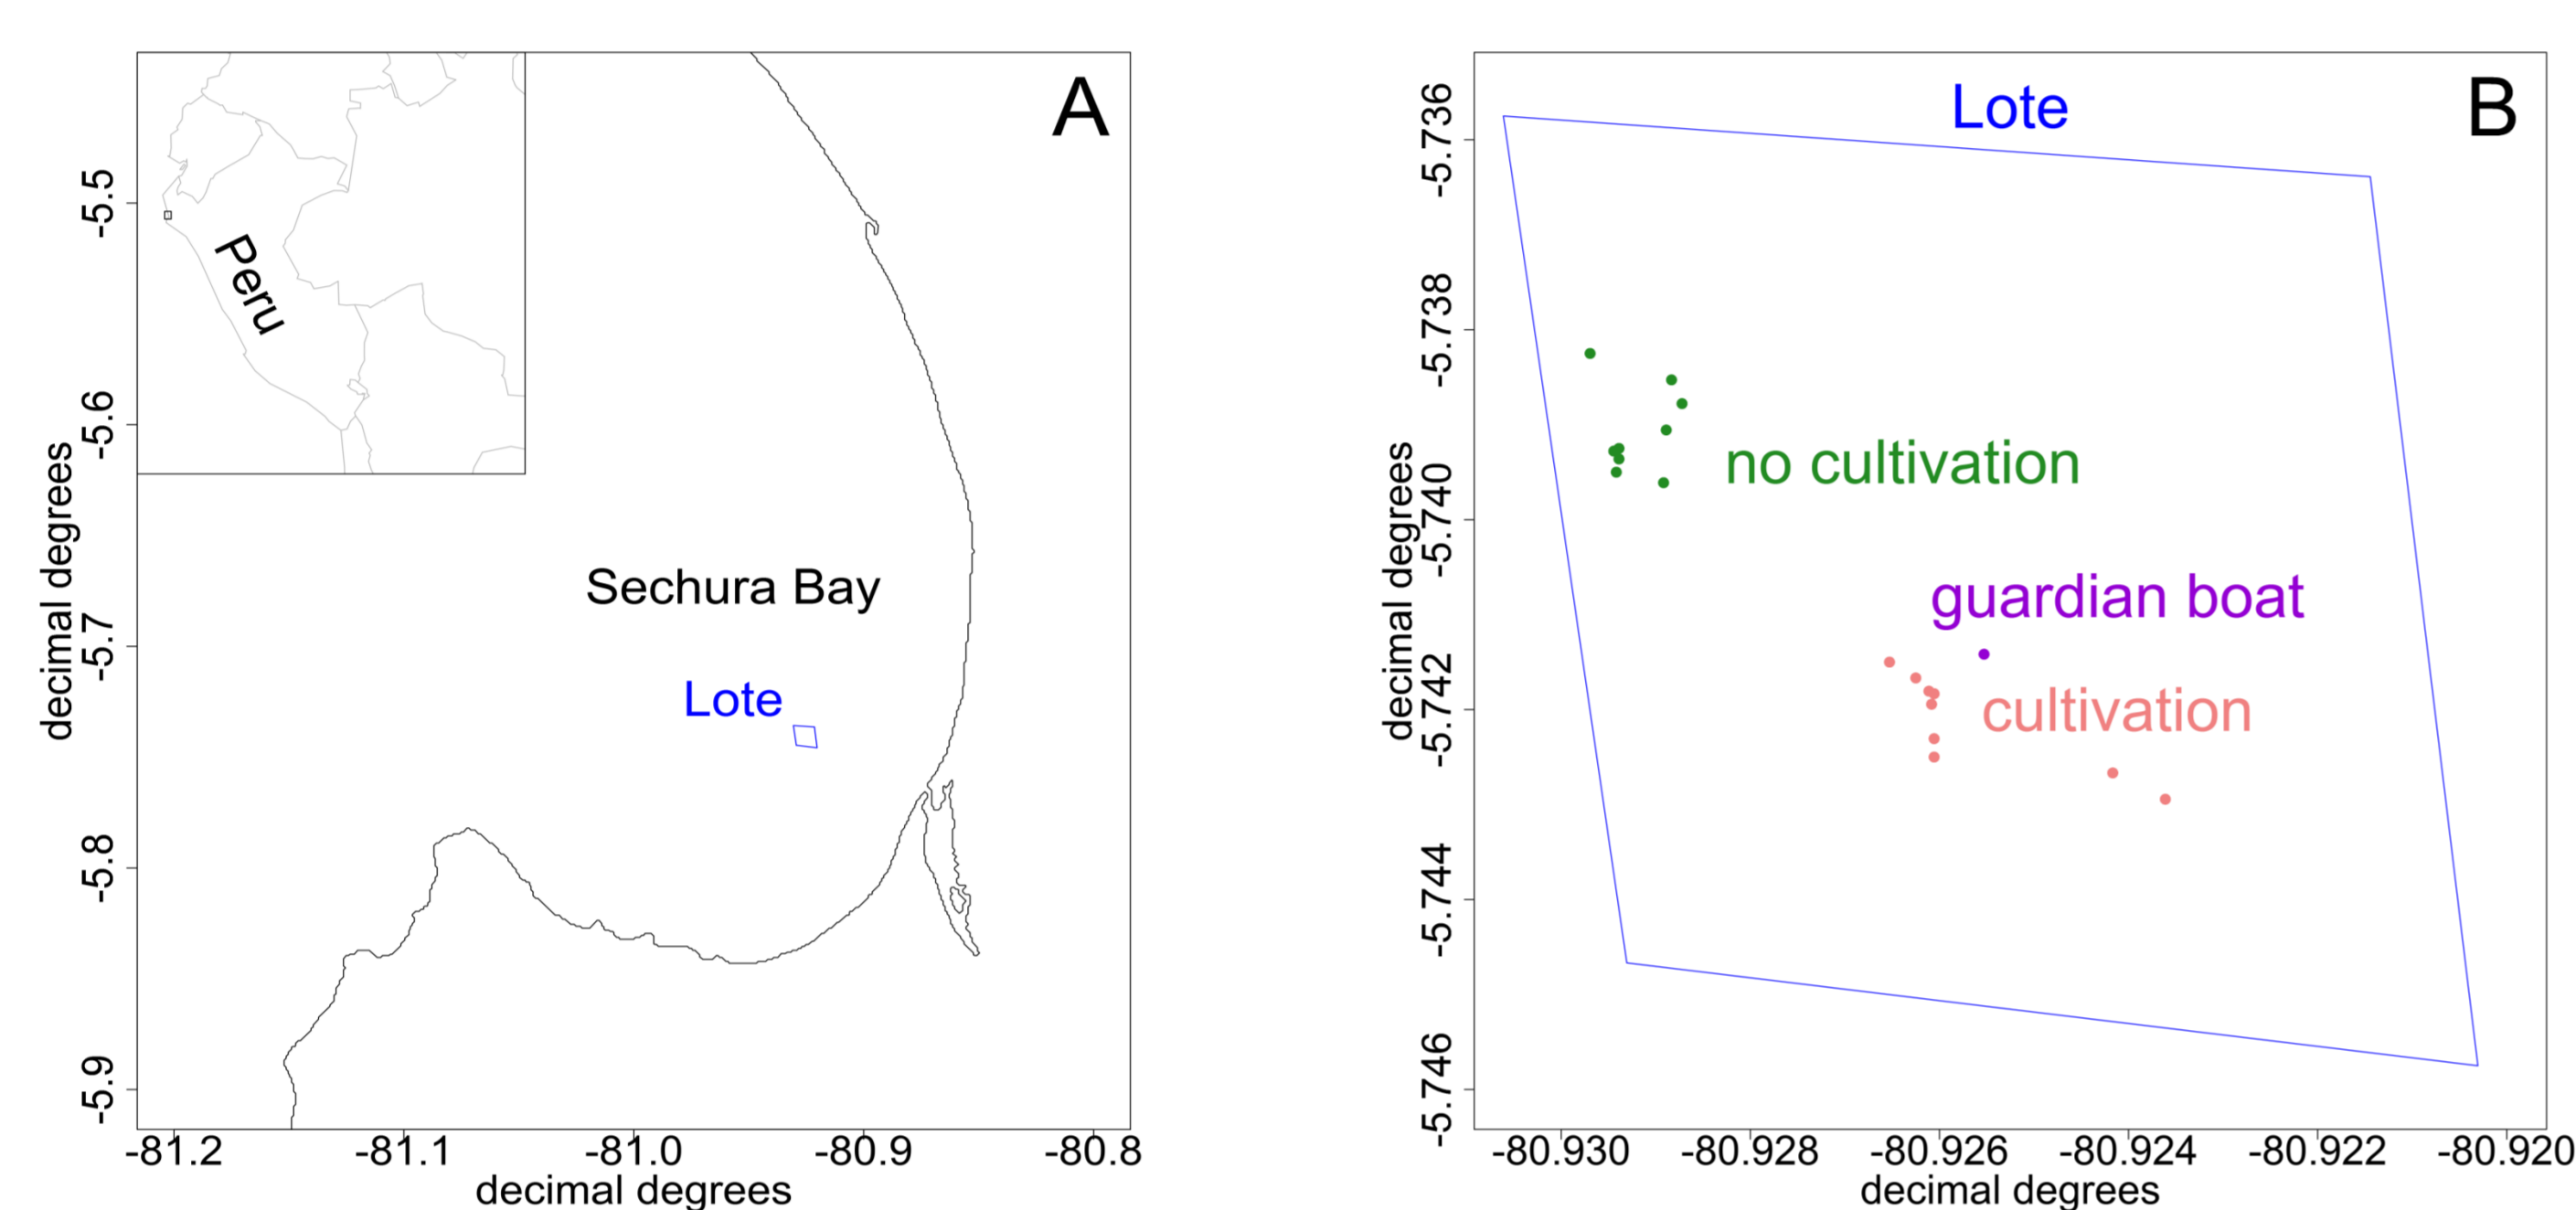 A
Peru
Sechura Bay
Lote
decimal degrees
-5.5
-5.6
-5.7
-5.8
-5.9
-81.2
-81.1
-81.0
-80.9
-80.8
decimal degrees
B
Lote
no cultivation
guardian boat
cultivation
decimal degrees
-5.736
-5.738
-5.740
-5.742
-5.744
-5.746
-80.930
-80.928
-80.926
-80.924
-80.922
-80.920
decimal degrees